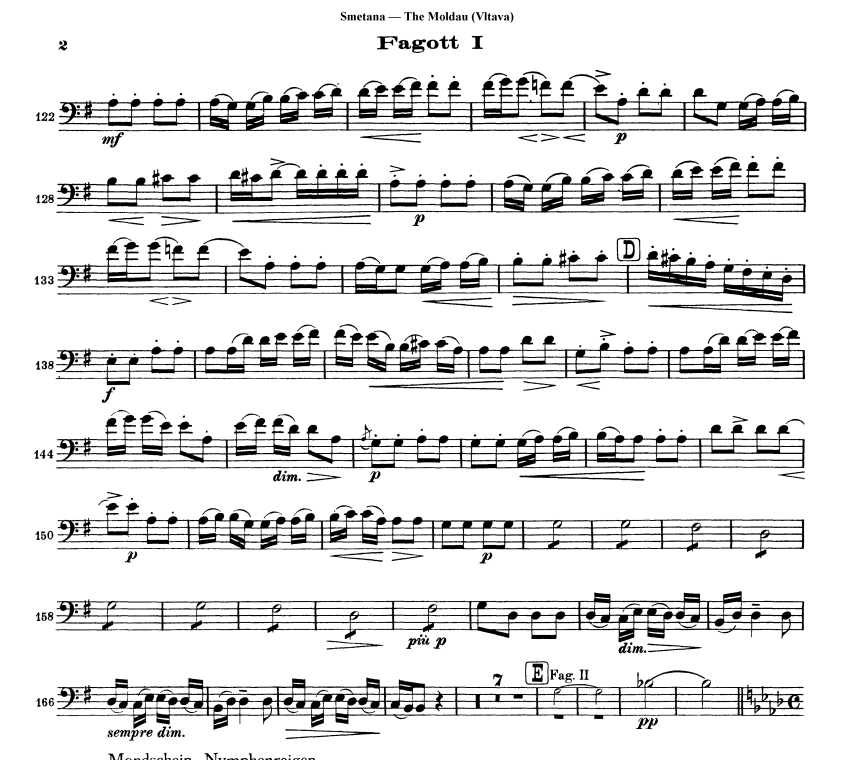 Smetana — The Moldau (Vltava)
2 Fagott I
122
mf p
128
p
133 D
138
f
144
dim. p
150
p p
158
più p dim.
166 7 E Fag. II
sempre dim. pp
Mondschein. Nymphenreigen